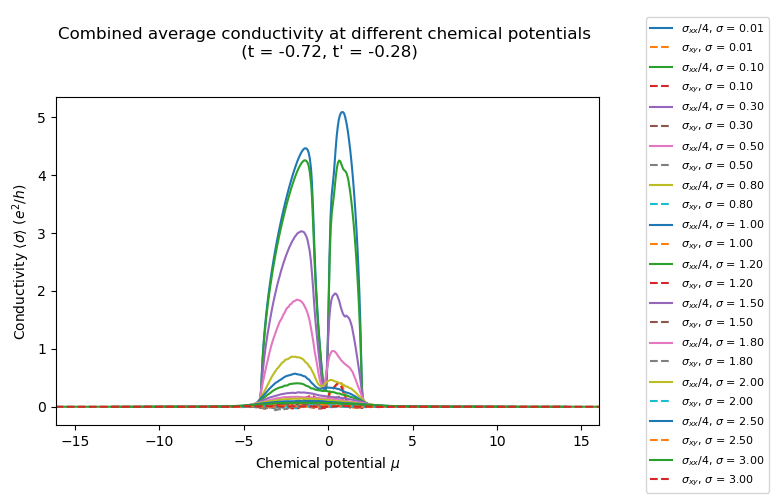 Combined average conductivity at different chemical potentials
(t = -0.72, t' = -0.28)
Conductivity ⟨σ⟩ (e²/h)
5
4
3
2
1
0
−15
−10
−5
0
5
10
15
Chemical potential μ
σxx/4, σ = 0.01
σxy, σ = 0.01
σxx/4, σ = 0.10
σxy, σ = 0.10
σxx/4, σ = 0.30
σxy, σ = 0.30
σxx/4, σ = 0.50
σxy, σ = 0.50
σxx/4, σ = 0.80
σxy, σ = 0.80
σxx/4, σ = 1.00
σxy, σ = 1.00
σxx/4, σ = 1.20
σxy, σ = 1.20
σxx/4, σ = 1.50
σxy, σ = 1.50
σxx/4, σ = 1.80
σxy, σ = 1.80
σxx/4, σ = 2.00
σxy, σ = 2.00
σxx/4, σ = 2.50
σxy, σ = 2.50
σxx/4, σ = 3.00
σxy, σ = 3.00